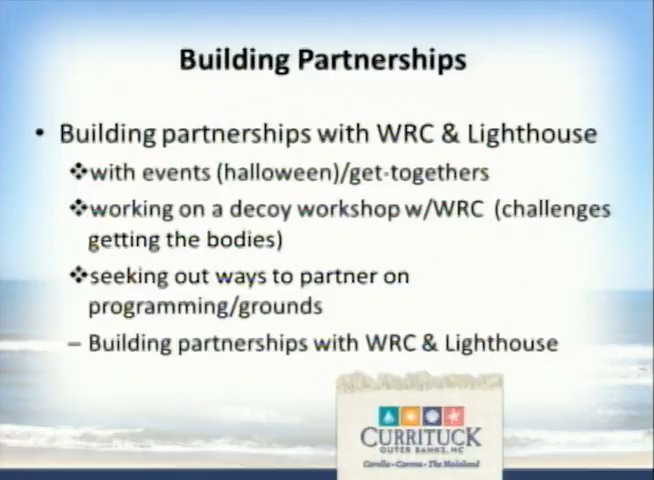 Building Partnerships
• Building partnerships with WRC & Lighthouse
❖with events (halloween)/get-togethers
❖working on a decoy workshop w/WRC (challenges
getting the bodies)
❖seeking out ways to partner on
programming/grounds
– Building partnerships with WRC & Lighthouse
CURRITUCK
OUTER BANKS, NC
Corolla • Carova • The Mainland